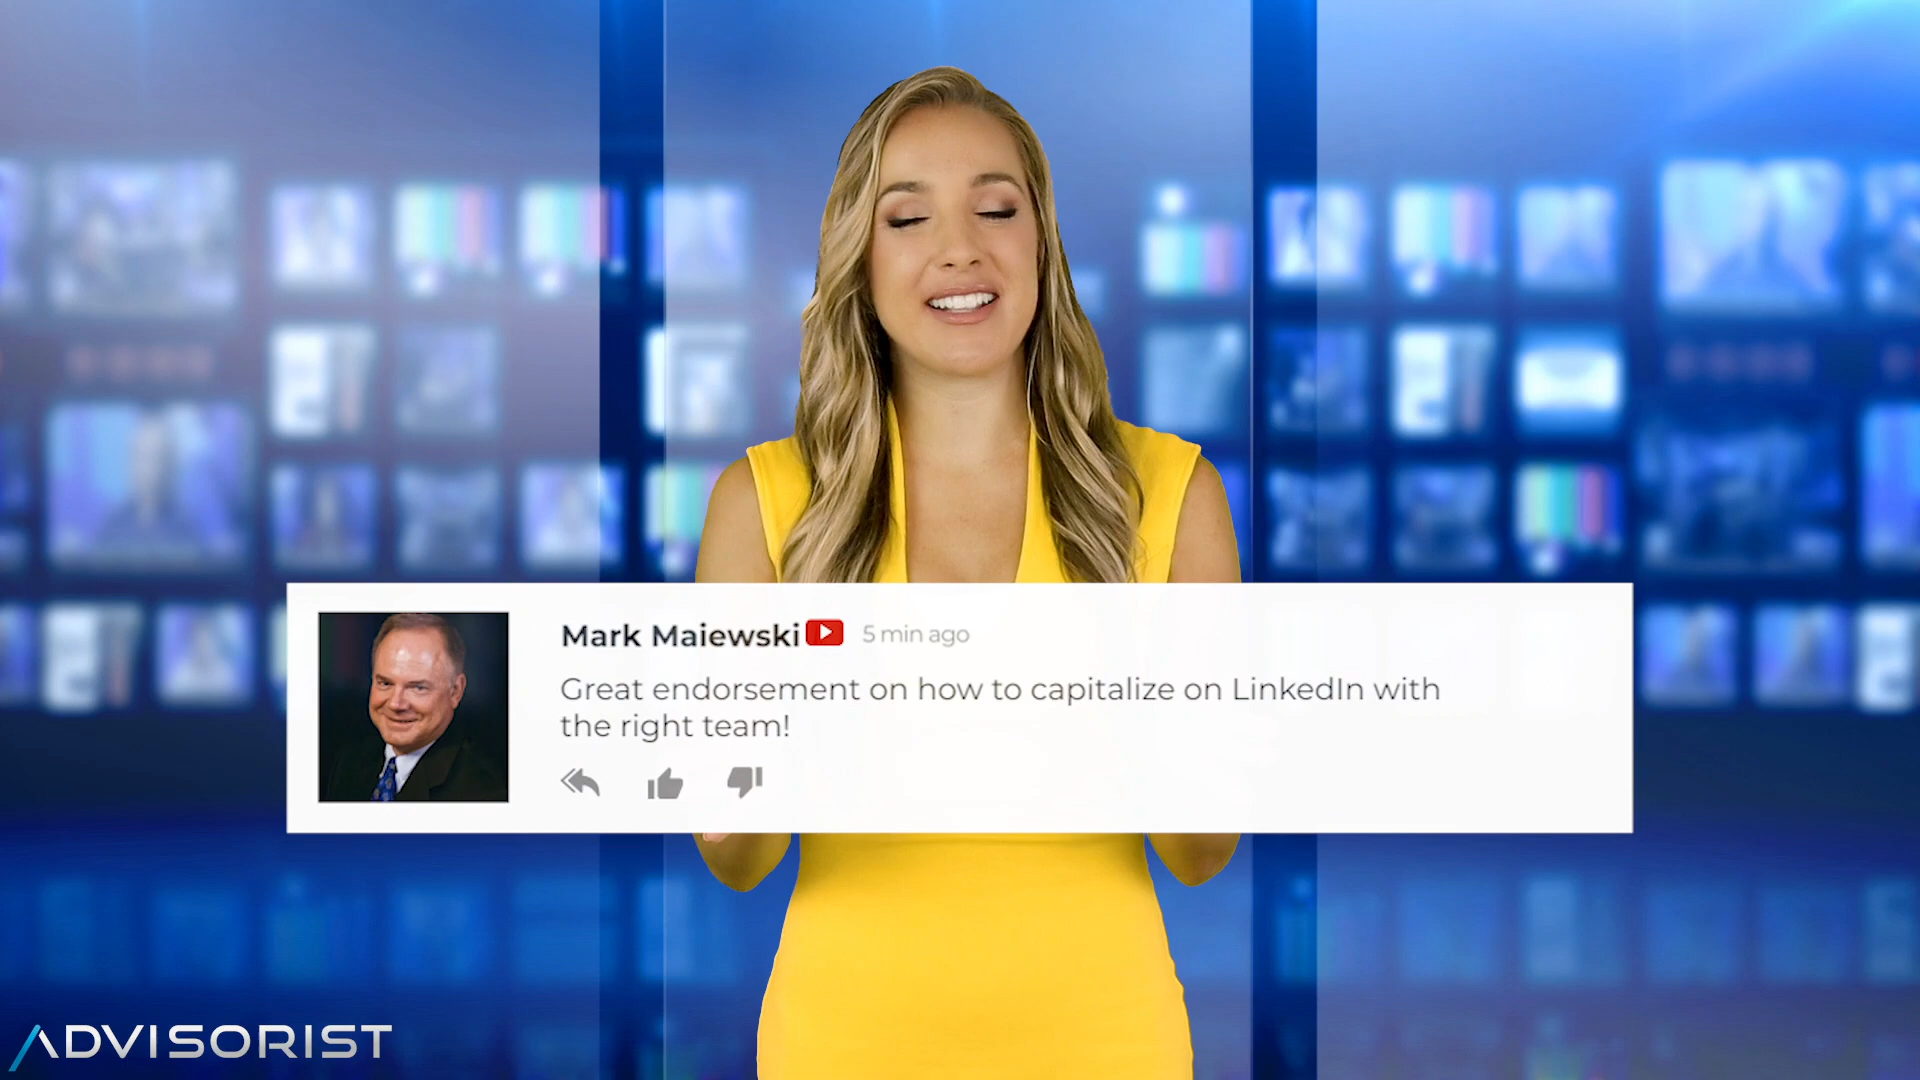 Mark Maiewski 5 min ago
Great endorsement on how to capitalize on LinkedIn with
the right team!
ADVISORIST